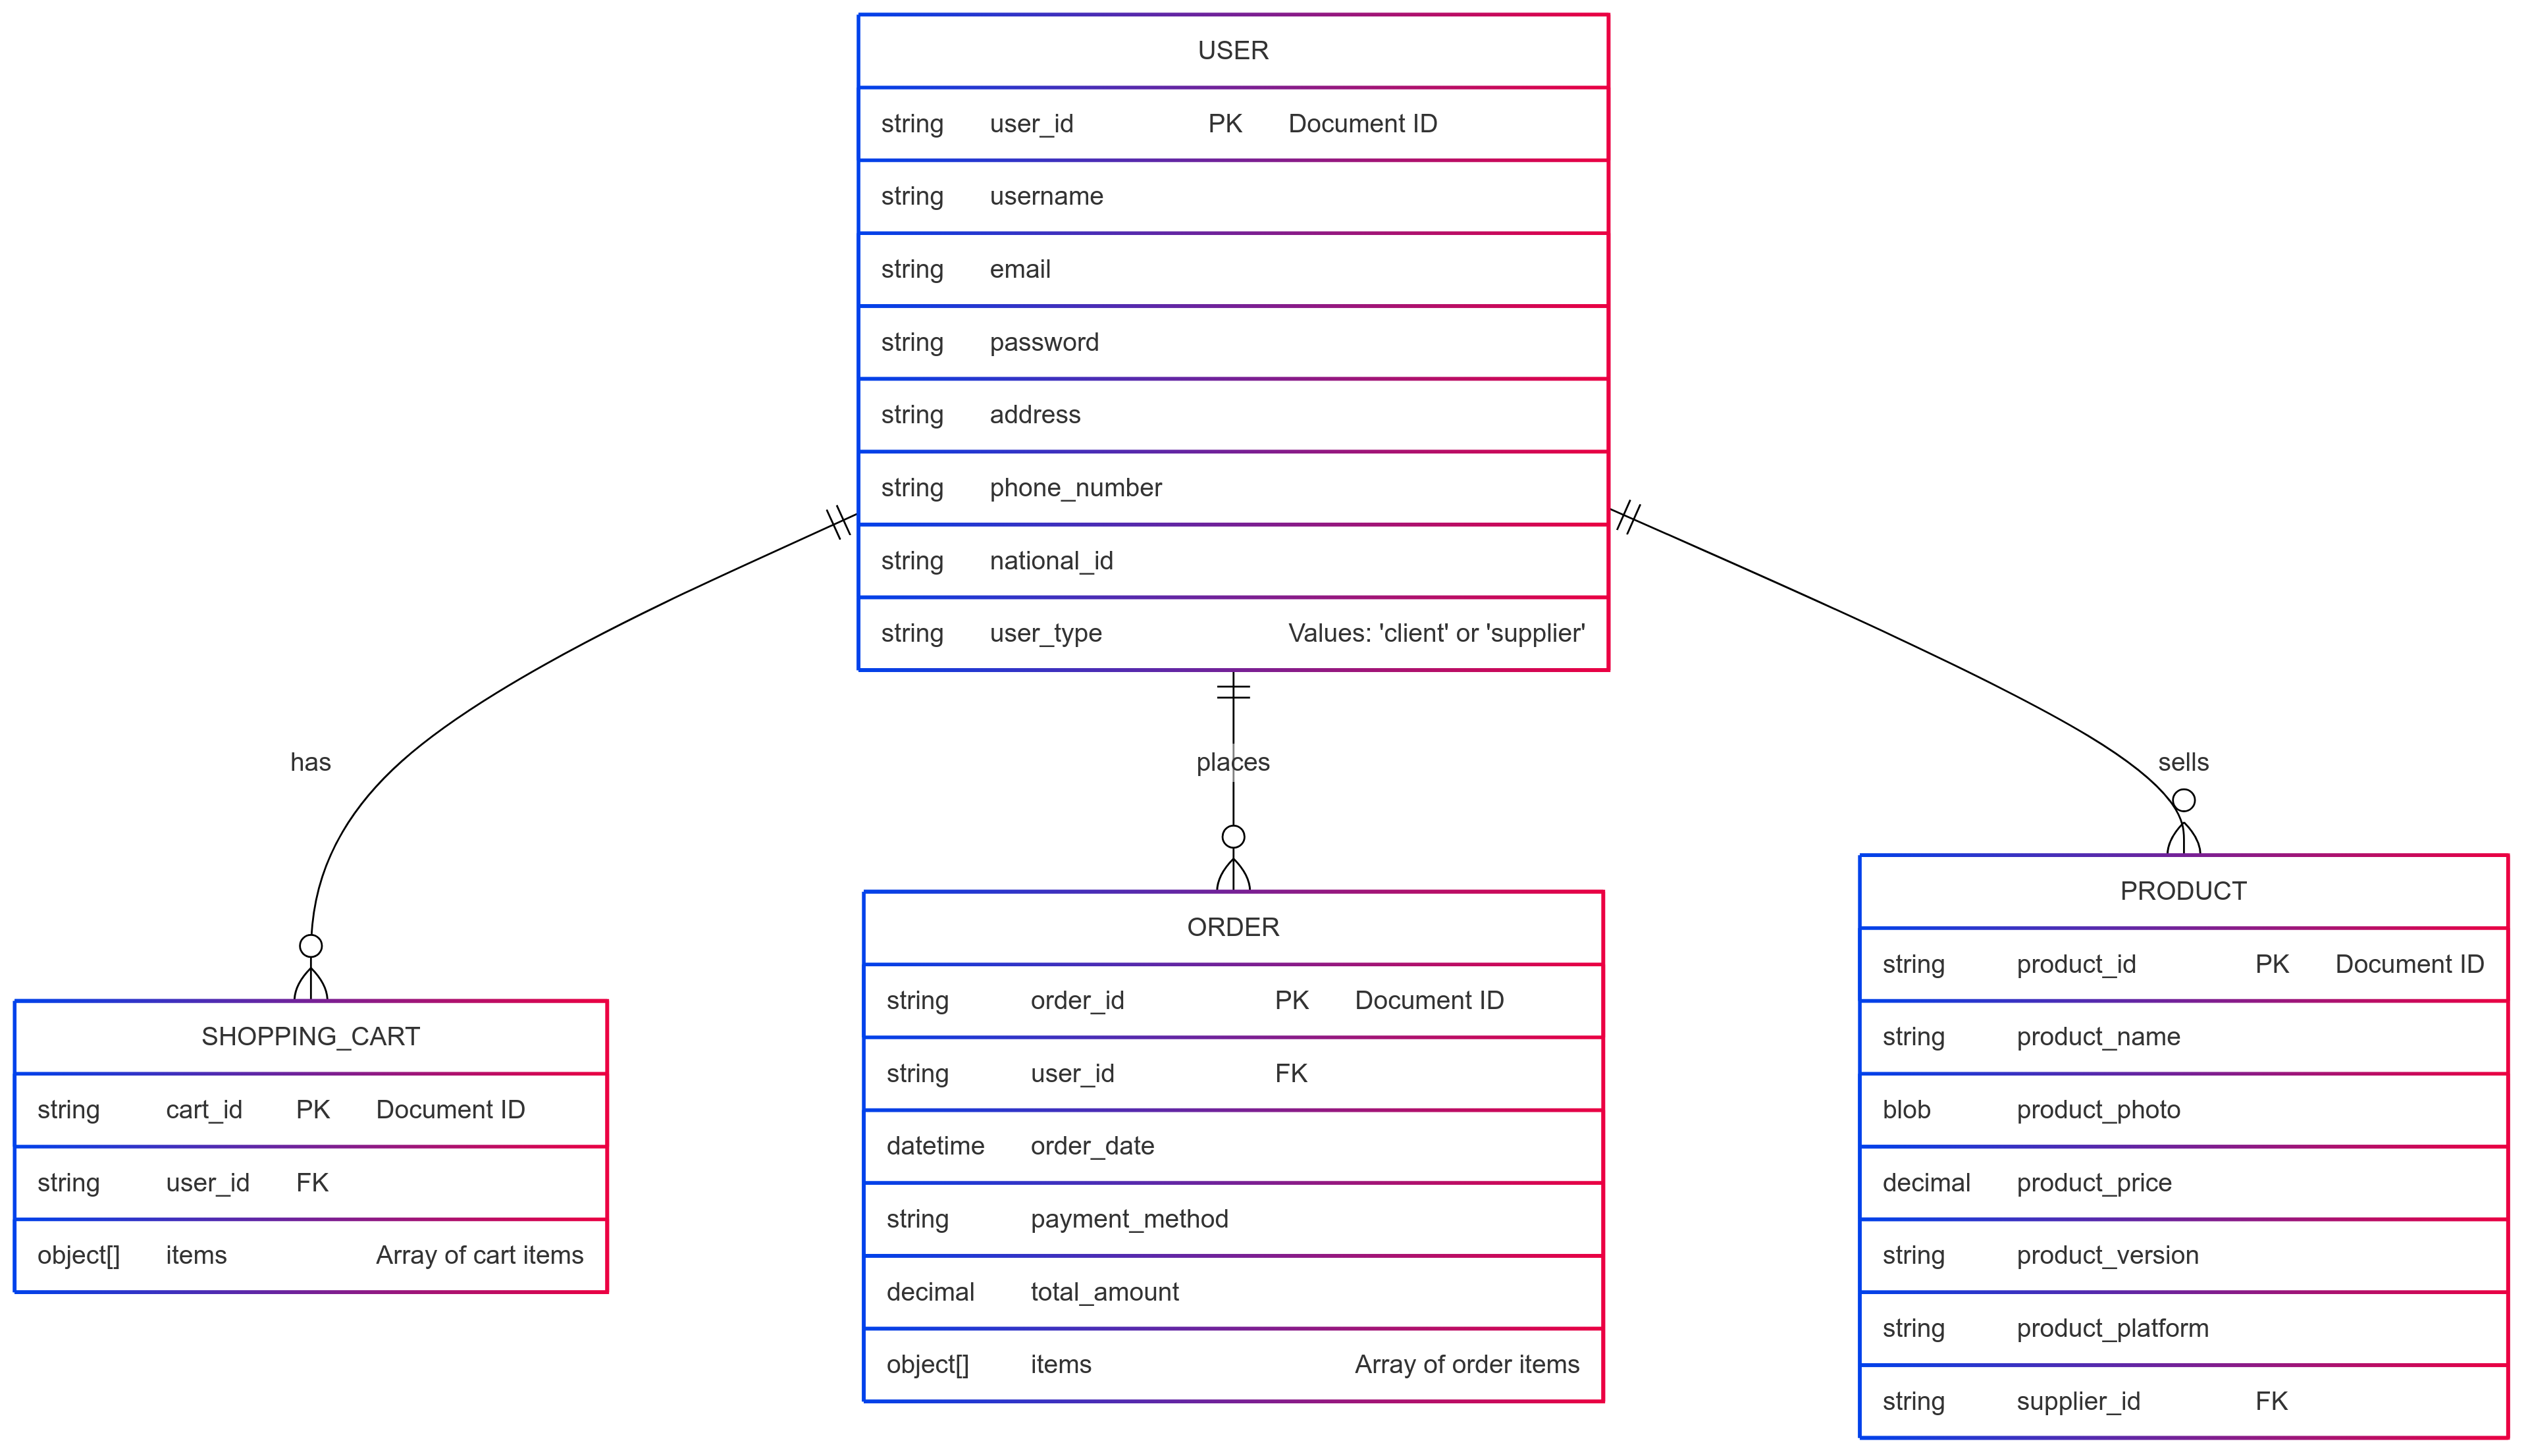 USER
string user_id PK Document ID
string username
string email
string password
string address
string phone_number
string national_id
string user_type Values: 'client' or 'supplier'
has
places
sells
SHOPPING_CART
string cart_id PK Document ID
string user_id FK
object[] items Array of cart items
ORDER
string order_id PK Document ID
string user_id FK
datetime order_date
string payment_method
decimal total_amount
object[] items Array of order items
PRODUCT
string product_id PK Document ID
string product_name
blob product_photo
decimal product_price
string product_version
string product_platform
string supplier_id FK